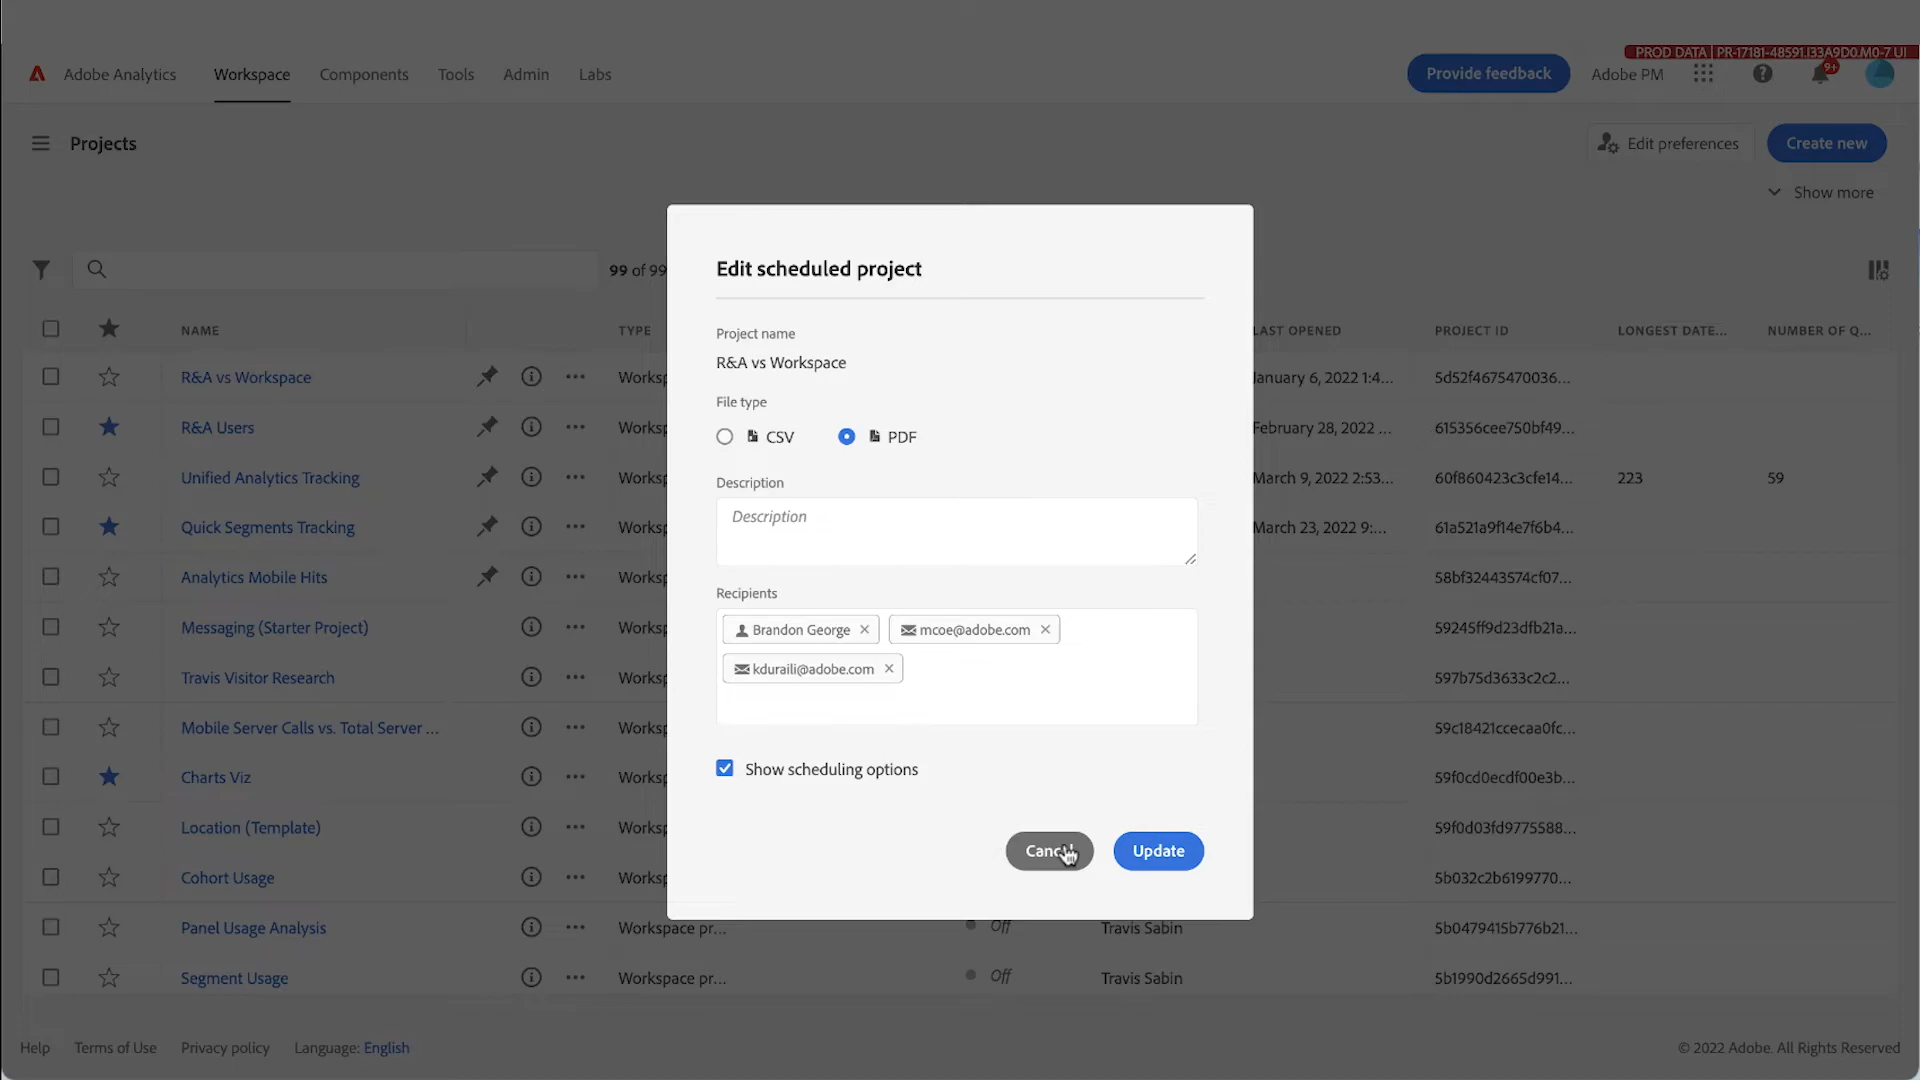 PROD DATA | PR-17181-48591.I33A9D0.M0-7 UI
Adobe Analytics Workspace Components Tools Admin Labs Provide feedback Adobe PM 9+
Projects Edit preferences Create new
Show more
99 of 99
NAME TYPE LAST OPENED PROJECT ID LONGEST DATE... NUMBER OF Q...
R&A vs Workspace Worksp January 6, 2022 1:4... 5d52f4675470036...
R&A Users Worksp February 28, 2022 ... 615356cee750bf49...
Unified Analytics Tracking Worksp March 9, 2022 2:53... 60f860423c3cfe14... 223 59
Quick Segments Tracking Worksp March 23, 2022 9:... 61a521a9f14e7f6b4...
Analytics Mobile Hits Worksp 58bf32443574cf07...
Messaging (Starter Project) Worksp 59245ff9d23dfb21a...
Travis Visitor Research Worksp 597b75d3633c2c2...
Mobile Server Calls vs. Total Server ... Worksp 59c18421ccecaa0fc...
Charts Viz Worksp 59f0cd0ecdf00e3b...
Location (Template) Worksp 59f0d03fd9775588...
Cohort Usage Worksp 5b032c2b6199770...
Panel Usage Analysis Workspace pr... Off Travis Sabin 5b0479415b776b21...
Segment Usage Workspace pr... Off Travis Sabin 5b1990d2665d991...
Edit scheduled project
Project name
R&A vs Workspace
File type
CSV PDF
Description
Description
Recipients
Brandon George mcoe@adobe.com
kduraili@adobe.com
Show scheduling options
Cancel Update
Help Terms of Use Privacy policy Language: English © 2022 Adobe. All Rights Reserved